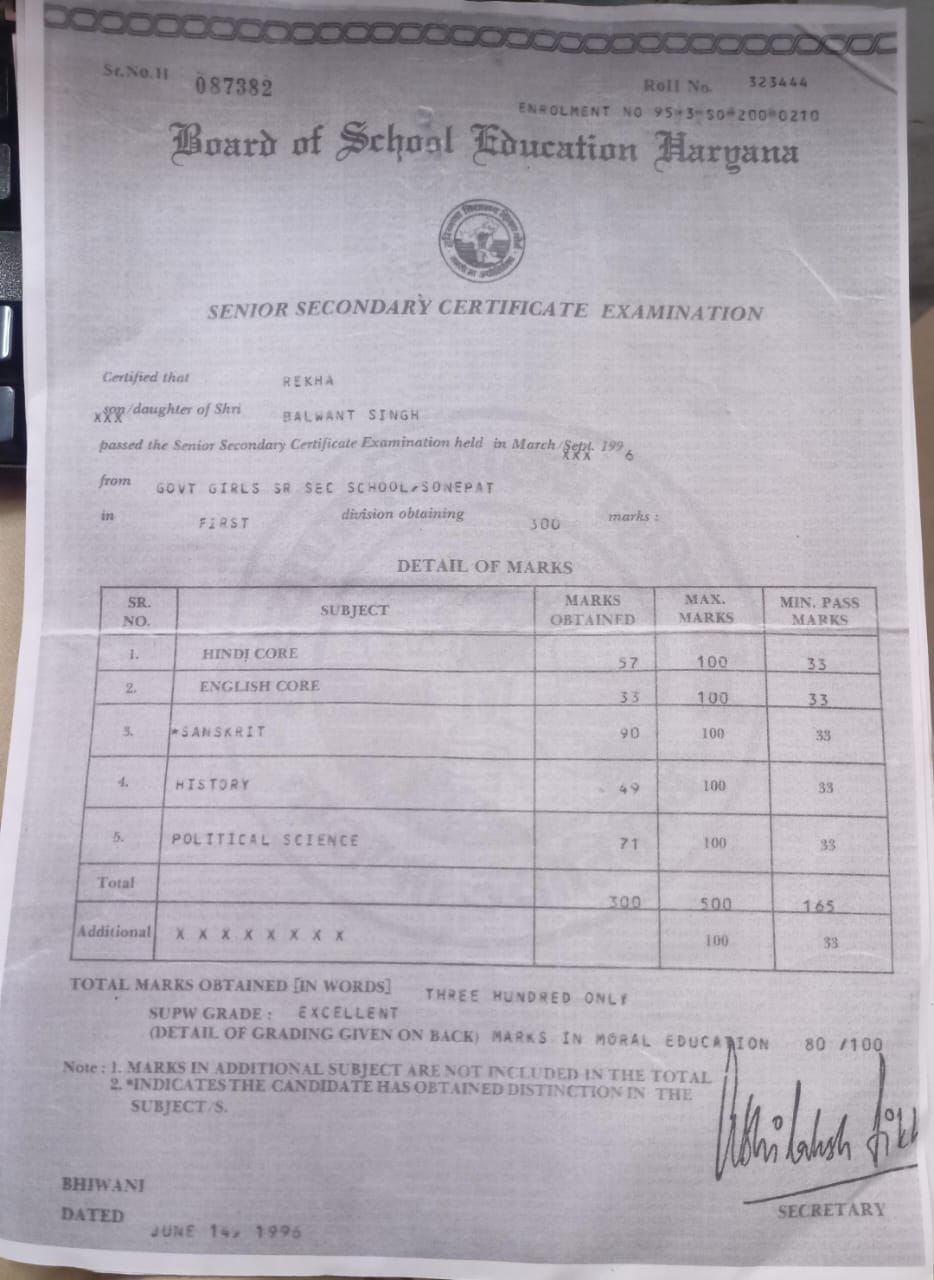 Sr.No.H 087382 Roll No. 323444
ENROLMENT NO 95-3-SO-200-0210
Board of School Education Haryana
SENIOR SECONDARY CERTIFICATE EXAMINATION
Certified that REKHA
son/daughter of Shri BALWANT SINGH
passed the Senior Secondary Certificate Examination held in March/Sept. 1996
from GOVT GIRLS SR SEC SCHOOL,SONEPAT
in FIRST division obtaining 300 marks :
DETAIL OF MARKS
SR. NO. SUBJECT MARKS OBTAINED MAX. MARKS MIN. PASS MARKS
1. HINDI CORE 57 100 33
2. ENGLISH CORE 33 100 33
3. *SANSKRIT 90 100 33
4. HISTORY 49 100 33
5. POLITICAL SCIENCE 71 100 33
Total 300 500 165
Additional X X X X X X X X 100 33
TOTAL MARKS OBTAINED [IN WORDS] THREE HUNDRED ONLY
SUPW GRADE : EXCELLENT
(DETAIL OF GRADING GIVEN ON BACK) MARKS IN MORAL EDUCATION 80 /100
Note : 1. MARKS IN ADDITIONAL SUBJECT ARE NOT INCLUDED IN THE TOTAL
2. *INDICATES THE CANDIDATE HAS OBTAINED DISTINCTION IN THE
SUBJECT/S.
BHIWANI
DATED JUNE 14, 1996
SECRETARY